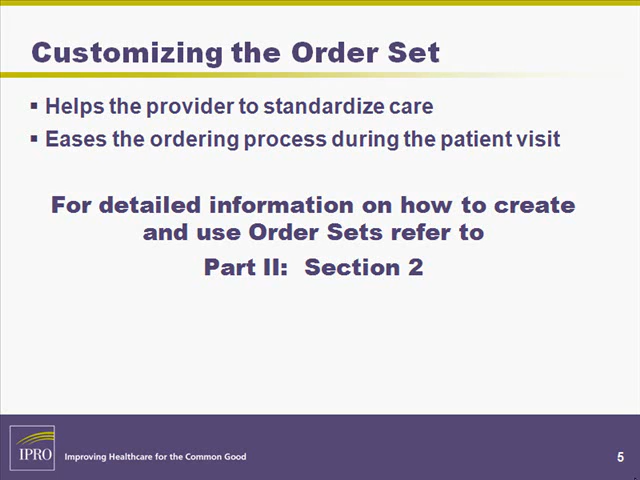 Customizing the Order Set
▪ Helps the provider to standardize care
▪ Eases the ordering process during the patient visit
For detailed information on how to create
and use Order Sets refer to
Part II: Section 2
IPRO
Improving Healthcare for the Common Good
5